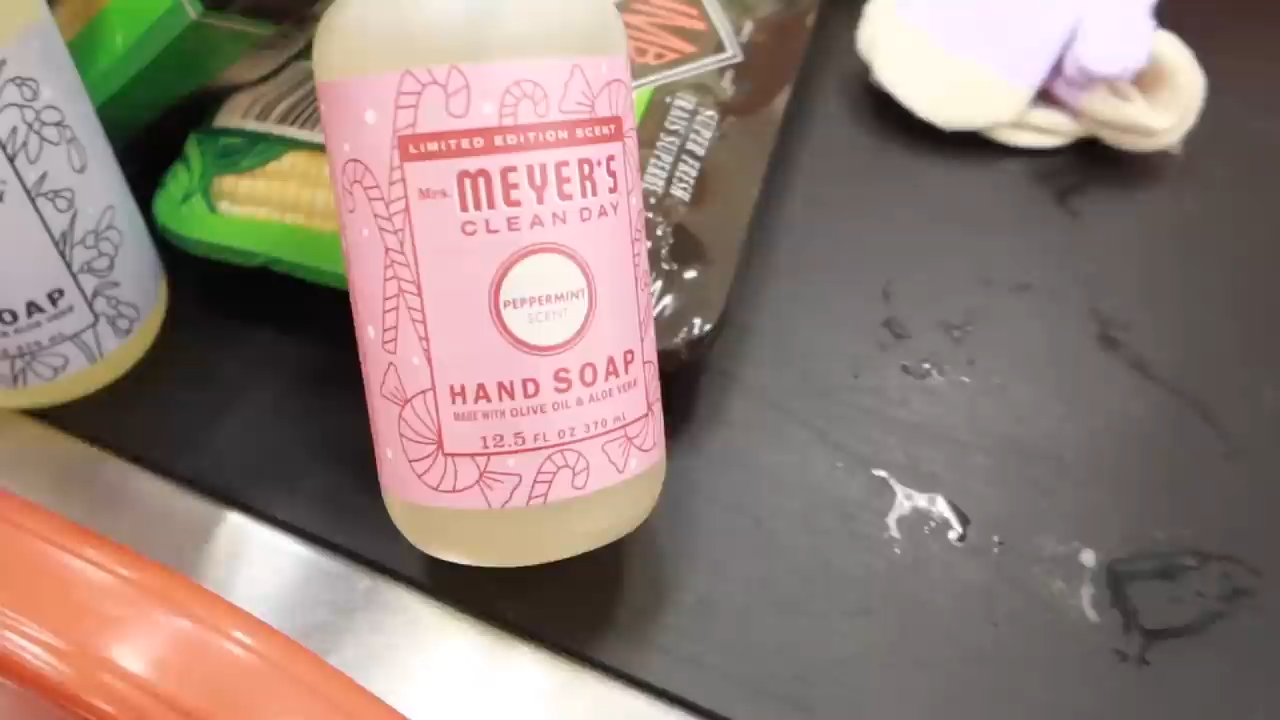 LIMITED EDITION SCENT
Mrs. MEYER'S
CLEAN DAY
PEPPERMINT
SCENT
HAND SOAP
MADE WITH OLIVE OIL & ALOE VERA
12.5 FL OZ 370 mL
SUPER FRESH
FRAIS SUPERBE
OAP